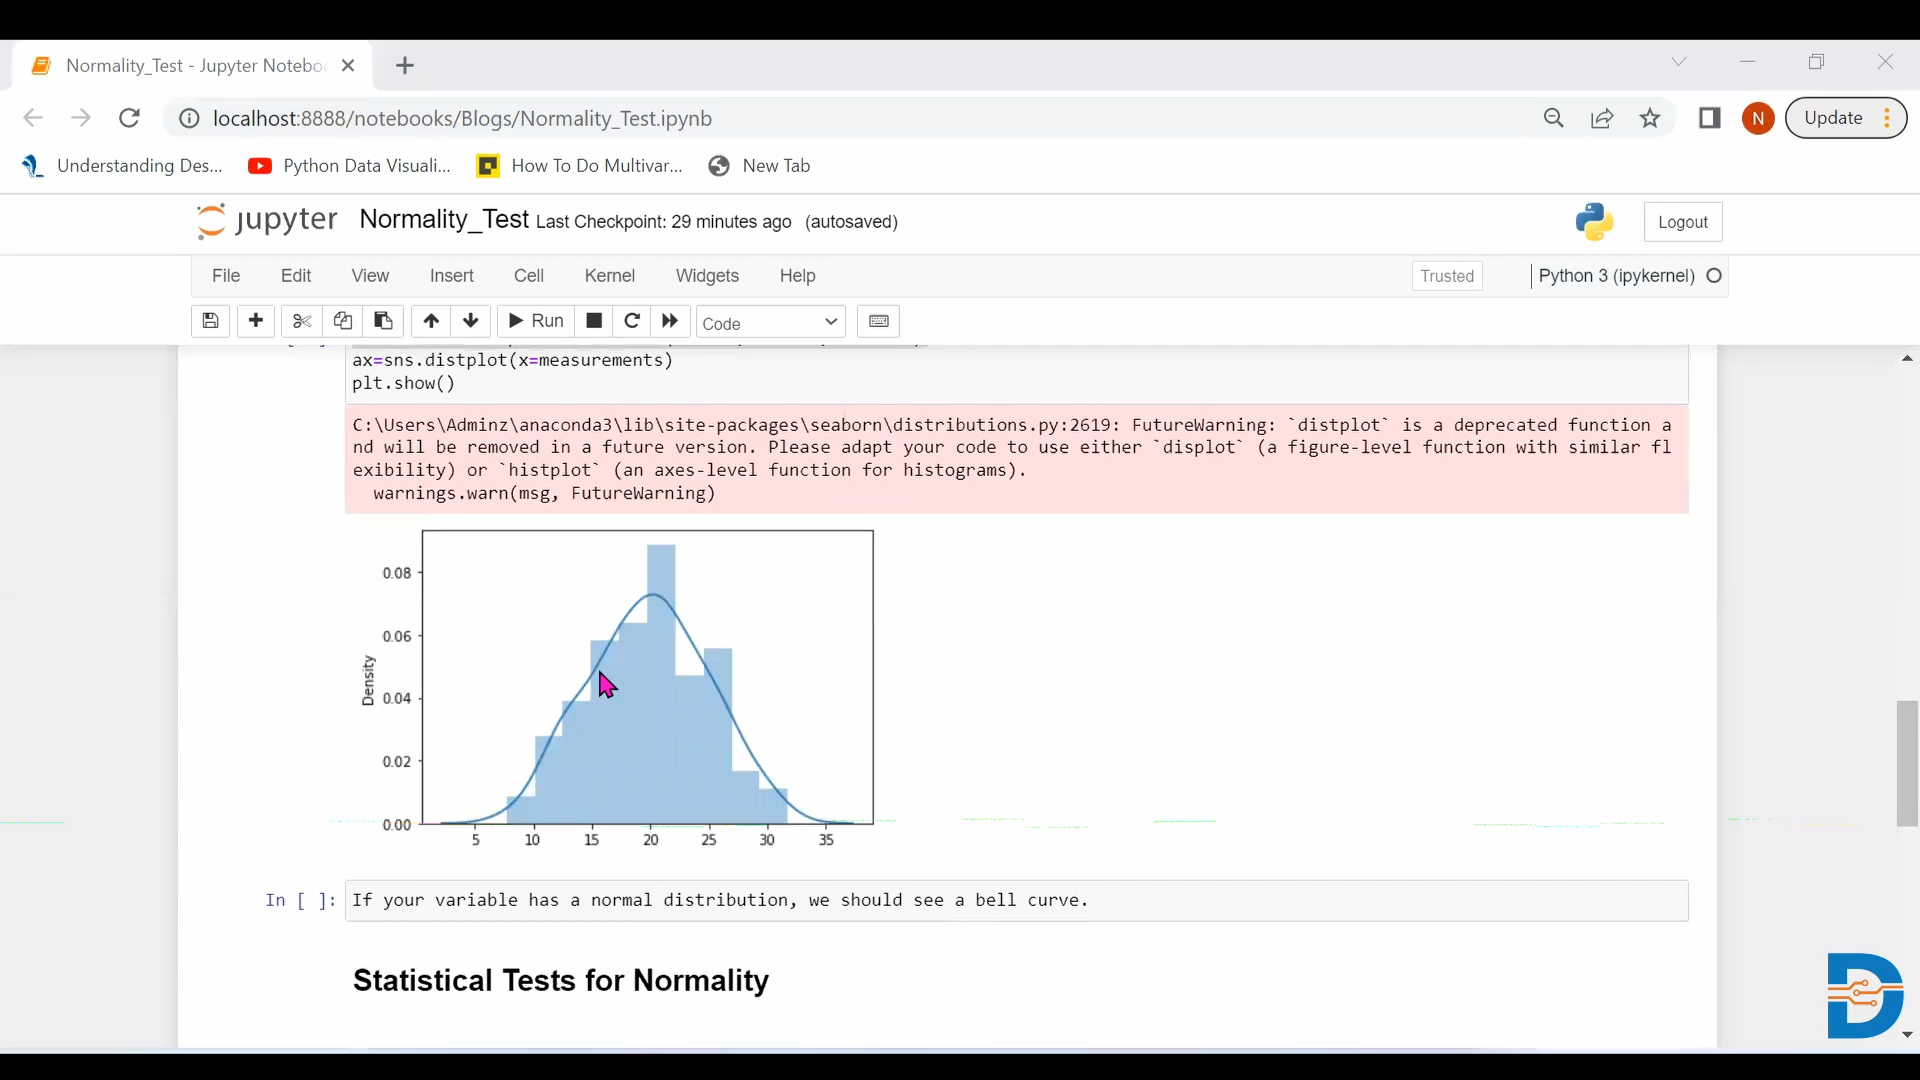 Normality_Test - Jupyter Notebo
localhost:8888/notebooks/Blogs/Normality_Test.ipynb
N
Update
Understanding Des...
Python Data Visuali...
How To Do Multivar...
New Tab
jupyter Normality_Test Last Checkpoint: 29 minutes ago (autosaved)
Logout
File Edit View Insert Cell Kernel Widgets Help
Trusted
Python 3 (ipykernel)
Run
Code
ax=sns.distplot(x=measurements)
plt.show()
C:\Users\Adminz\anaconda3\lib\site-packages\seaborn\distributions.py:2619: FutureWarning: `distplot` is a deprecated function a
nd will be removed in a future version. Please adapt your code to use either `displot` (a figure-level function with similar fl
exibility) or `histplot` (an axes-level function for histograms).
warnings.warn(msg, FutureWarning)
Density
0.08
0.06
0.04
0.02
0.00
5 10 15 20 25 30 35
In [ ]: If your variable has a normal distribution, we should see a bell curve.
Statistical Tests for Normality